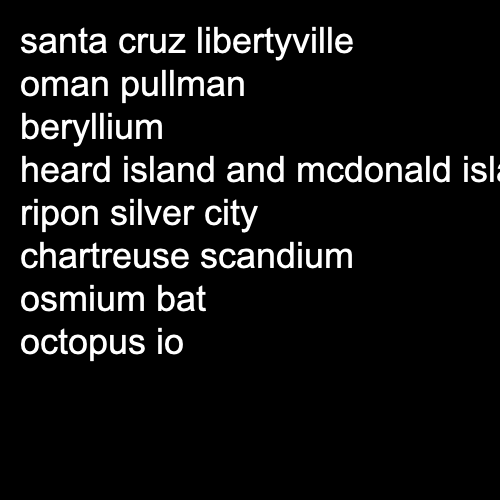 santa cruz libertyville
oman pullman
beryllium
heard island and mcdonald
ripon silver city
chartreuse scandium
osmium bat
octopus io